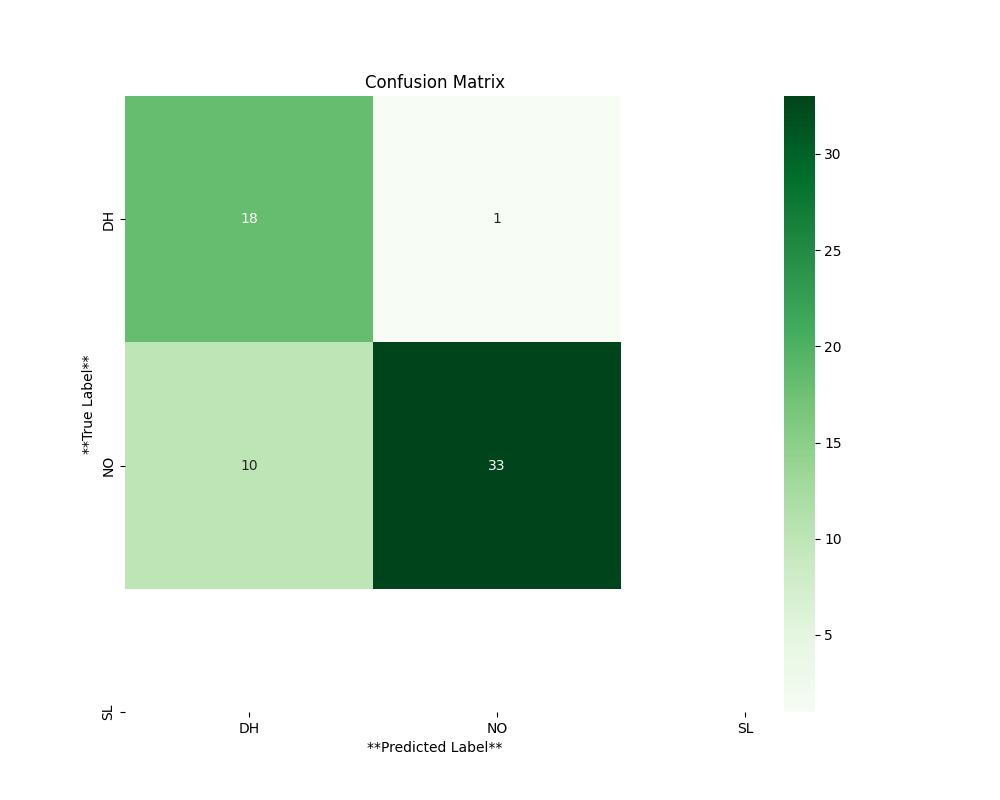 Confusion Matrix
DH
18
1
NO
10
33
SL
**True Label**
DH
NO
SL
**Predicted Label**
30
25
20
15
10
5